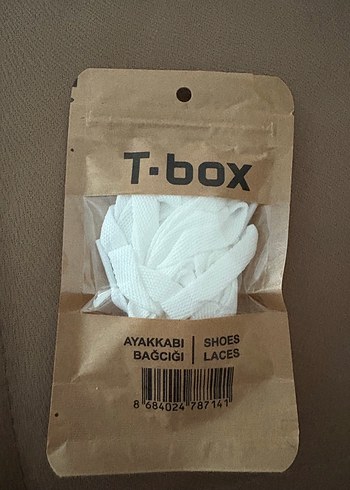 T·box
AYAKKABI | SHOES
BAĞCIĞI | LACES
8 684024 787141